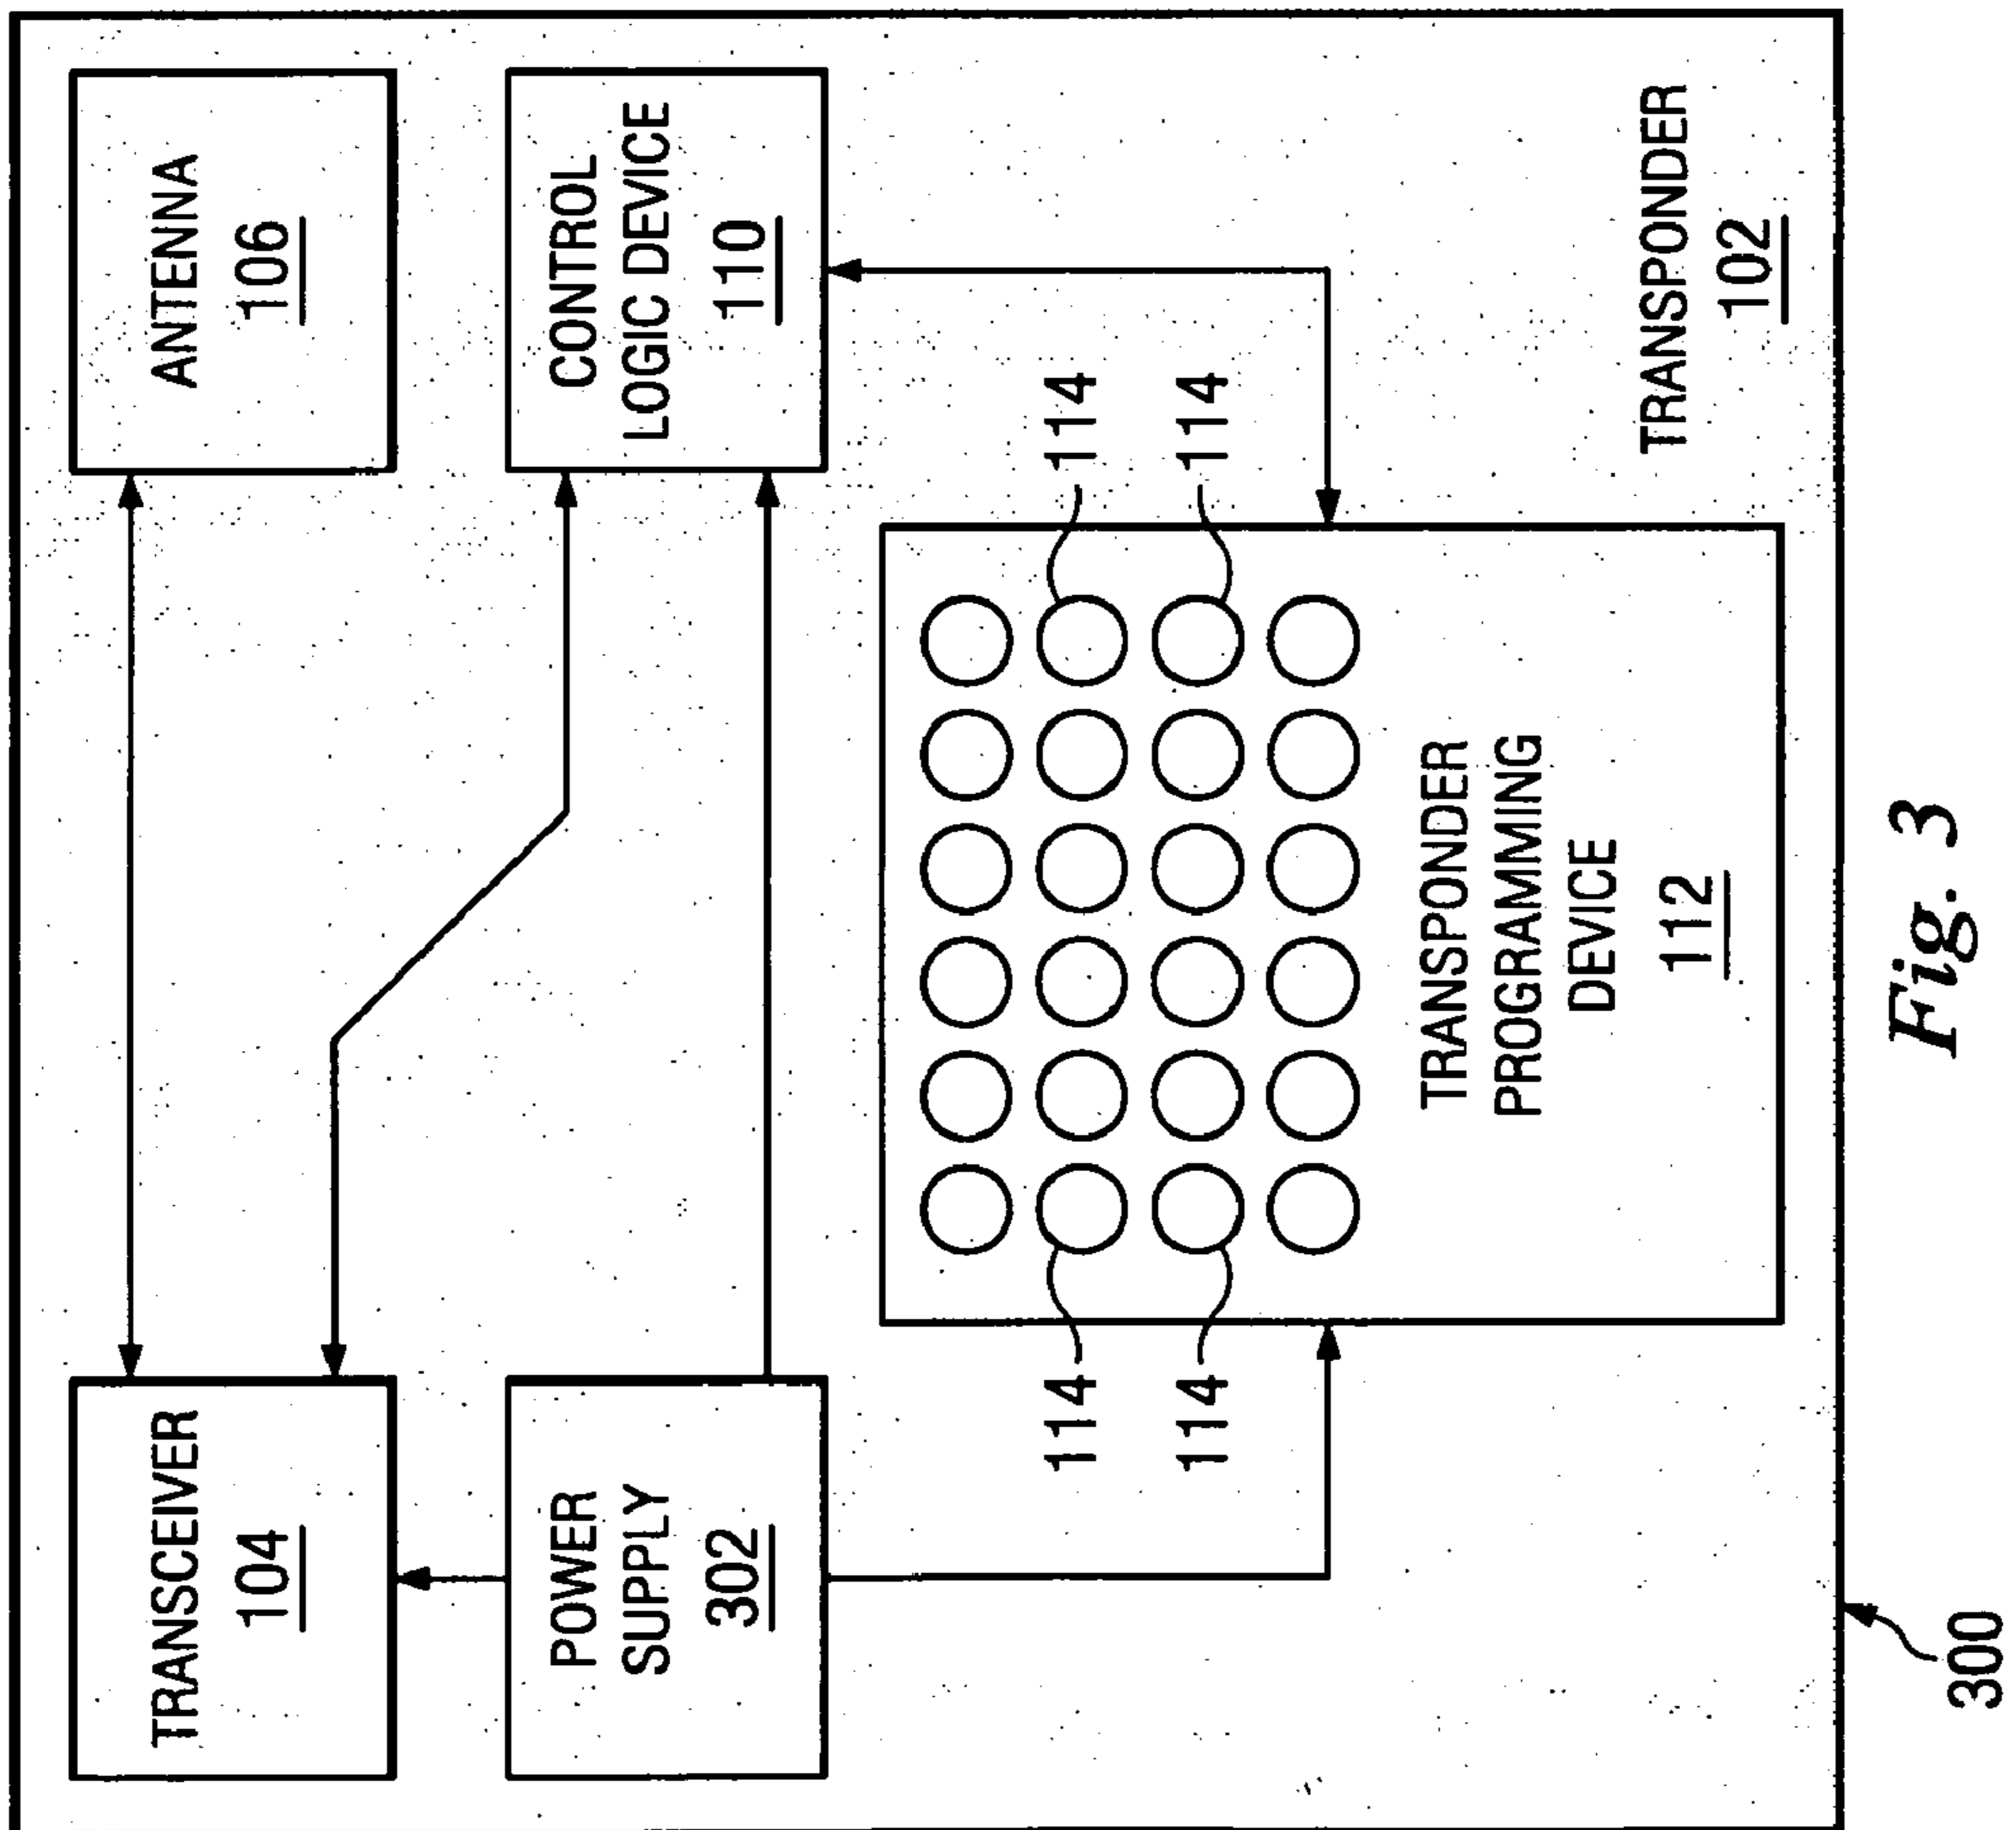 TRANSCEIVER
104
ANTENNA
106
POWER
SUPPLY
302
CONTROL
LOGIC DEVICE
110
114
114
114
114
TRANSPONDER
PROGRAMMING
DEVICE
112
TRANSPONDER
102
300
Fig. 3